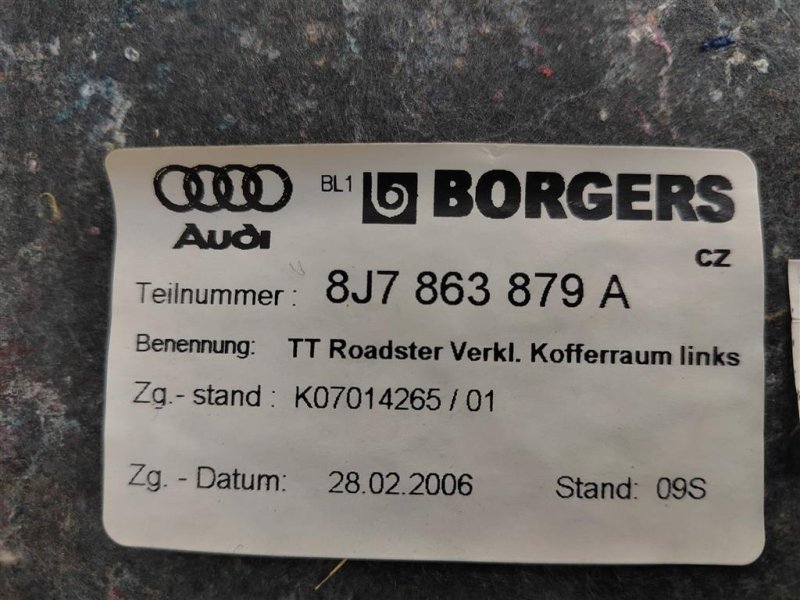 BL1 BORGERS
Audi
CZ
Teilnummer : 8J7 863 879 A
Benennung: TT Roadster Verkl. Kofferraum links
Zg.- stand : K07014265 / 01
Zg. - Datum: 28.02.2006 Stand: 09S